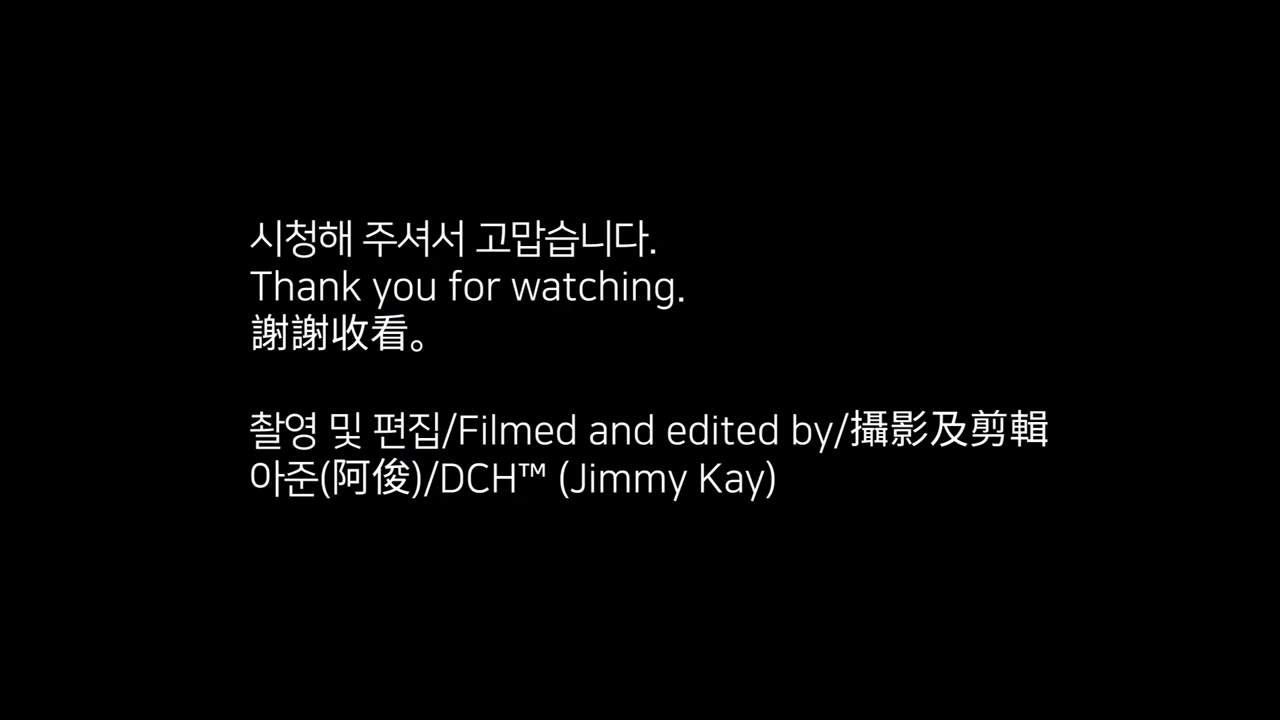 시청해 주셔서 고맙습니다.
Thank you for watching.
謝謝收看。
촬영 및 편집/Filmed and edited by/攝影及剪輯
아준(阿俊)/DCH™ (Jimmy Kay)